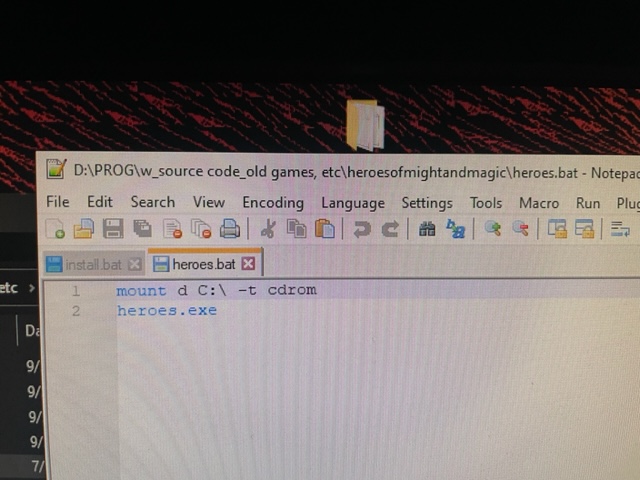 D:\PROG\w_source code_old games, etc\heroesofmightandmagic\heroes.bat - Notepad
File Edit Search View Encoding Language Settings Tools Macro Run Plug
install.bat heroes.bat
etc >
1 mount d C:\ -t cdrom
2 heroes.exe
Da
9/
9/
9/
9/
7/